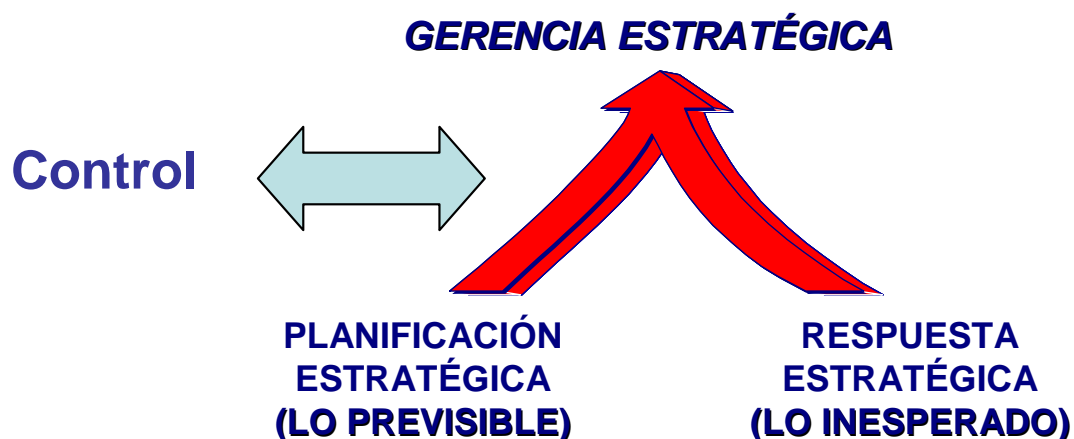 GERENCIA ESTRATÉGICA
Control
PLANIFICACIÓN
ESTRATÉGICA
(LO PREVISIBLE)
RESPUESTA
ESTRATÉGICA
(LO INESPERADO)